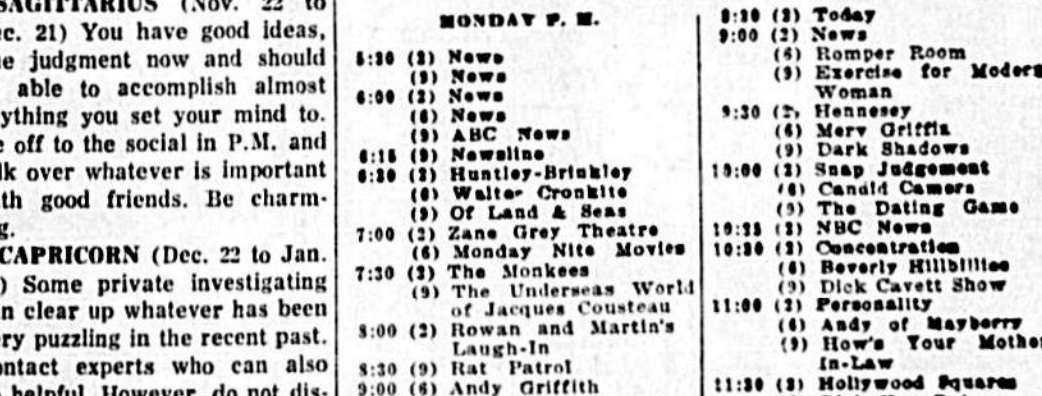 SAGITTARIUS (Nov. 22 to
ec. 21) You have good ideas,
e judgment now and should
able to accomplish almost
ything you set your mind to.
e off to the social in P.M. and
lk over whatever is important
th good friends. Be charm-
g.
CAPRICORN (Dec. 22 to Jan.
) Some private investigating
n clear up whatever has been
ry puzzling in the recent past.
ontact experts who can also
helpful. However, do not dis-
MONDAY P. M.
5:30 (2) News
(9) News
6:00 (2) News
(6) News
(9) ABC News
6:15 (9) Newsline
6:30 (2) Huntley-Brinkley
(6) Walter Cronkite
(9) Of Land & Seas
7:00 (2) Zane Grey Theatre
(6) Monday Nite Movies
7:30 (2) The Monkees
(9) The Underseas World
of Jacques Cousteau
8:00 (2) Rowan and Martin's
Laugh-In
8:30 (9) Rat Patrol
9:00 (6) Andy Griffith
8:30 (2) Today
9:00 (2) News
(6) Romper Room
(9) Exercise for Modern
Woman
9:30 (2) Hennesey
(6) Merv Griffin
(9) Dark Shadows
10:00 (2) Snap Judgement
(6) Candid Camera
(9) The Dating Game
10:25 (2) NBC News
10:30 (2) Concentration
(6) Beverly Hillbillies
(9) Dick Cavett Show
11:00 (2) Personality
(6) Andy of Mayberry
(9) How's Your Mother
In-Law
11:30 (2) Hollywood Squares